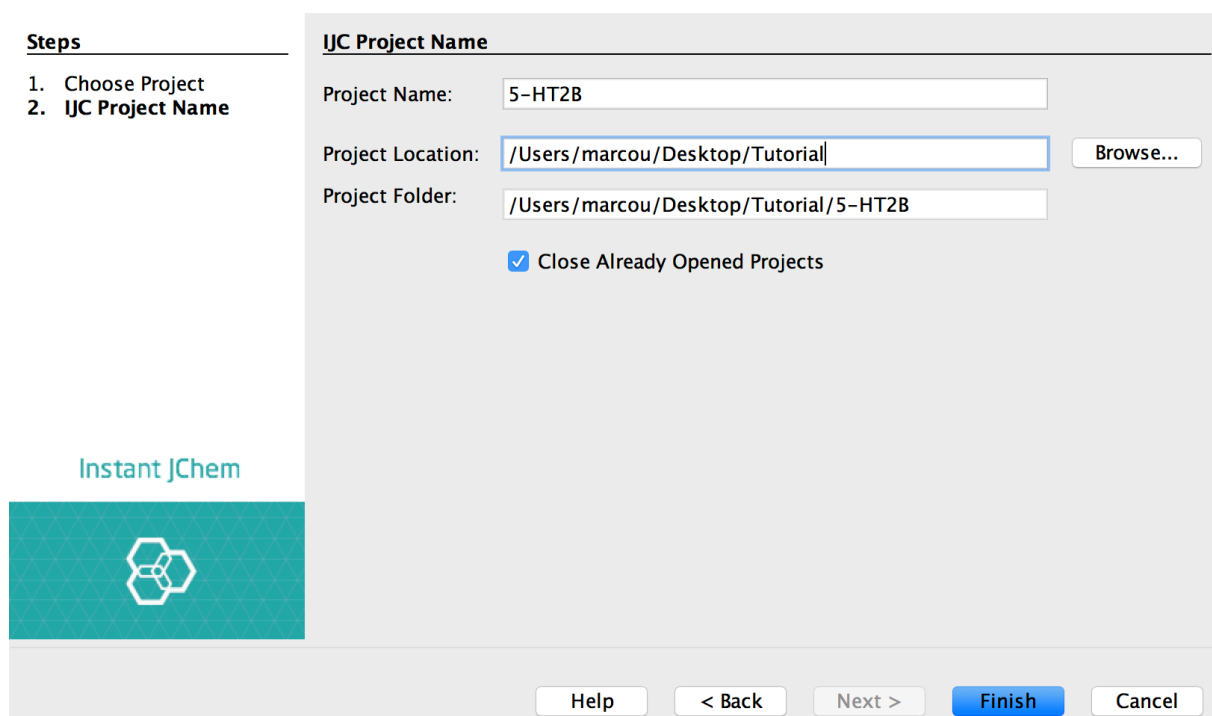 Steps
1. Choose Project
2. IJC Project Name
Instant JChem
IJC Project Name
Project Name: 5-HT2B
Project Location: /Users/marcou/Desktop/Tutorial Browse...
Project Folder: /Users/marcou/Desktop/Tutorial/5-HT2B
Close Already Opened Projects
Help < Back Next > Finish Cancel